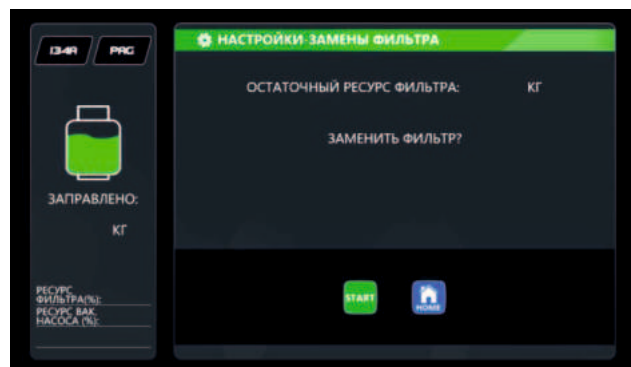 134A PAG
ЗАПРАВЛЕНО:
КГ
РЕСУРС
ФИЛЬТРА(%):
РЕСУРС ВАК.
НАСОСА (%):
НАСТРОЙКИ-ЗАМЕНЫ ФИЛЬТРА
ОСТАТОЧНЫЙ РЕСУРС ФИЛЬТРА: КГ
ЗАМЕНИТЬ ФИЛЬТР?
START HOME